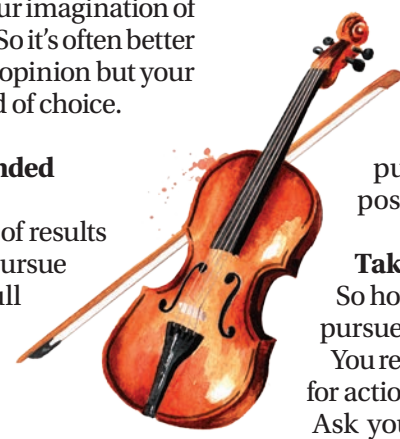 ur imagination of
So it’s often better
opinion but your
d of choice.
nded
of results
ursue
ull
pu
pos
Tak
So ho
pursue
You re
for actio
Ask you